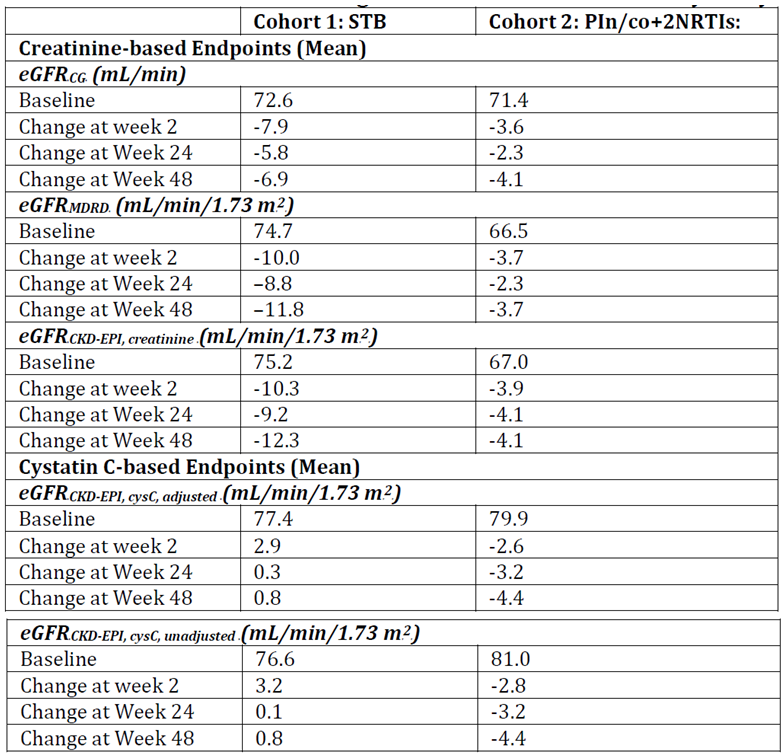 Cohort 1: STB Cohort 2: PIn/co+2NRTIs:
Creatinine-based Endpoints (Mean)
eGFR.CG. (mL/min)
Baseline 72.6 71.4
Change at week 2 -7.9 -3.6
Change at Week 24 -5.8 -2.3
Change at Week 48 -6.9 -4.1
eGFR.MDRD. (mL/min/1.73 m.2.)
Baseline 74.7 66.5
Change at week 2 -10.0 -3.7
Change at Week 24 –8.8 -2.3
Change at Week 48 –11.8 -3.7
eGFR.CKD-EPI, creatinine .(mL/min/1.73 m.2.)
Baseline 75.2 67.0
Change at week 2 -10.3 -3.9
Change at Week 24 -9.2 -4.1
Change at Week 48 -12.3 -4.1
Cystatin C-based Endpoints (Mean)
eGFR.CKD-EPI, cysC, adjusted .(mL/min/1.73 m.2.)
Baseline 77.4 79.9
Change at week 2 2.9 -2.6
Change at Week 24 0.3 -3.2
Change at Week 48 0.8 -4.4
eGFR.CKD-EPI, cysC, unadjusted .(mL/min/1.73 m.2.)
Baseline 76.6 81.0
Change at week 2 3.2 -2.8
Change at Week 24 0.1 -3.2
Change at Week 48 0.8 -4.4